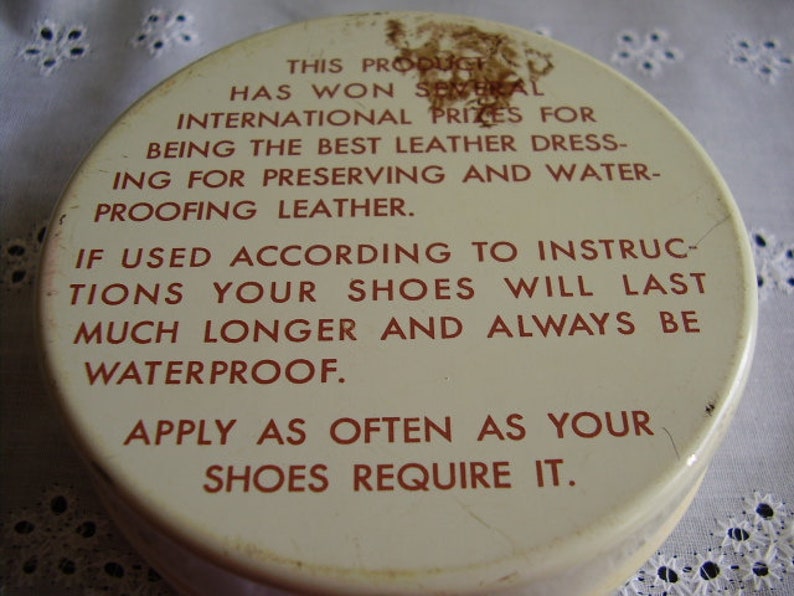 THIS PRODUCT
HAS WON SEVERAL
INTERNATIONAL PRIZES FOR
BEING THE BEST LEATHER DRESS-
ING FOR PRESERVING AND WATER-
PROOFING LEATHER.
IF USED ACCORDING TO INSTRUC-
TIONS YOUR SHOES WILL LAST
MUCH LONGER AND ALWAYS BE
WATERPROOF.
APPLY AS OFTEN AS YOUR
SHOES REQUIRE IT.